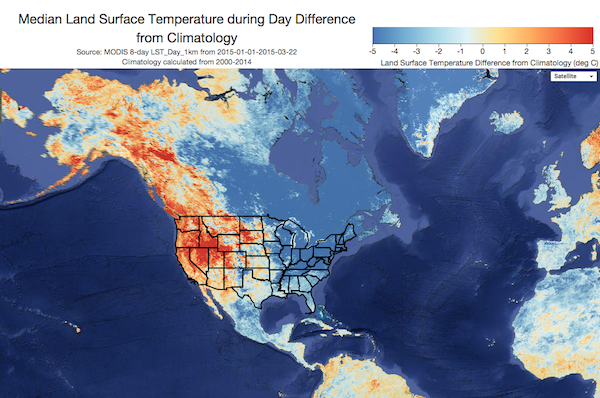 Median Land Surface Temperature during Day Difference
from Climatology
Source: MODIS 8-day LST_Day_1km from 2015-01-01-2015-03-22
Climatology calculated from 2000-2014
-5 -4 -3 -2 -1 0 1 2 3 4 5
Land Surface Temperature Difference from Climatology (deg C)
Satellite